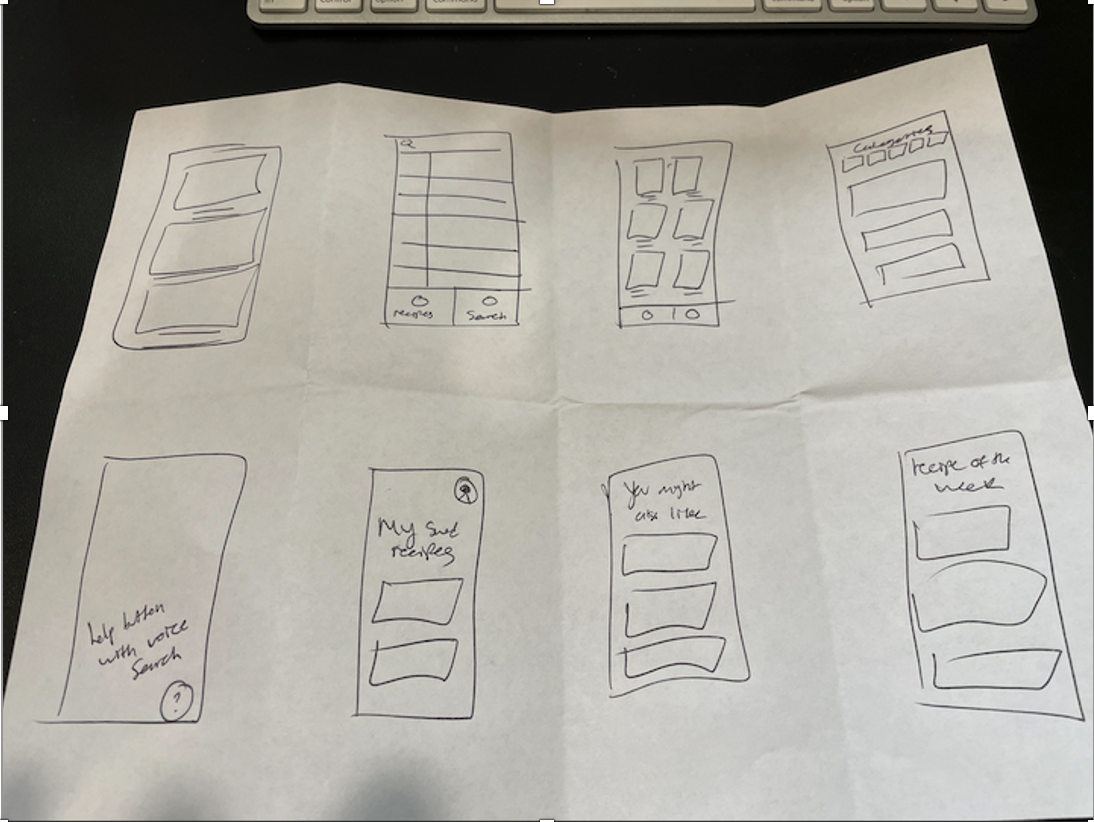 control
option
command
command
option
Categories
recipes
Search
My
recipes
You might
also like
recipe of the
week
help button
with voice
Search
?